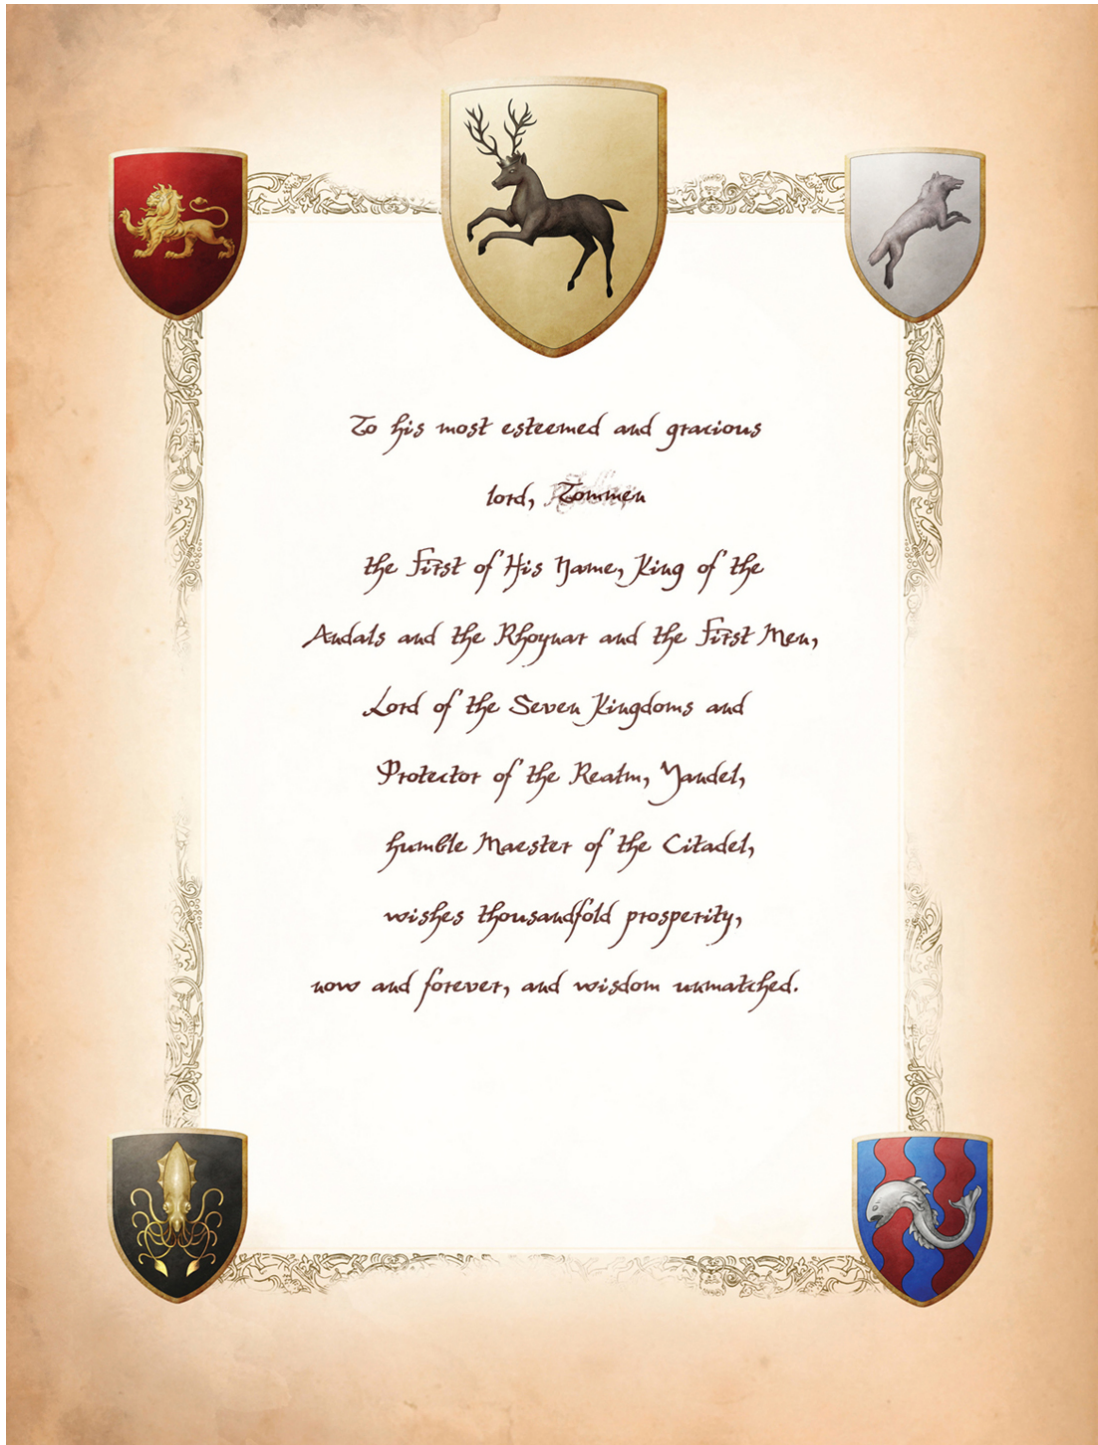 To his most esteemed and gracious
lord, Tommen
the First of His Name, King of the
Andals and the Rhoynar and the First Men,
Lord of the Seven Kingdoms and
Protector of the Realm, Yandel,
humble Maester of the Citadel,
wishes thousandfold prosperity,
now and forever, and wisdom unmatched.